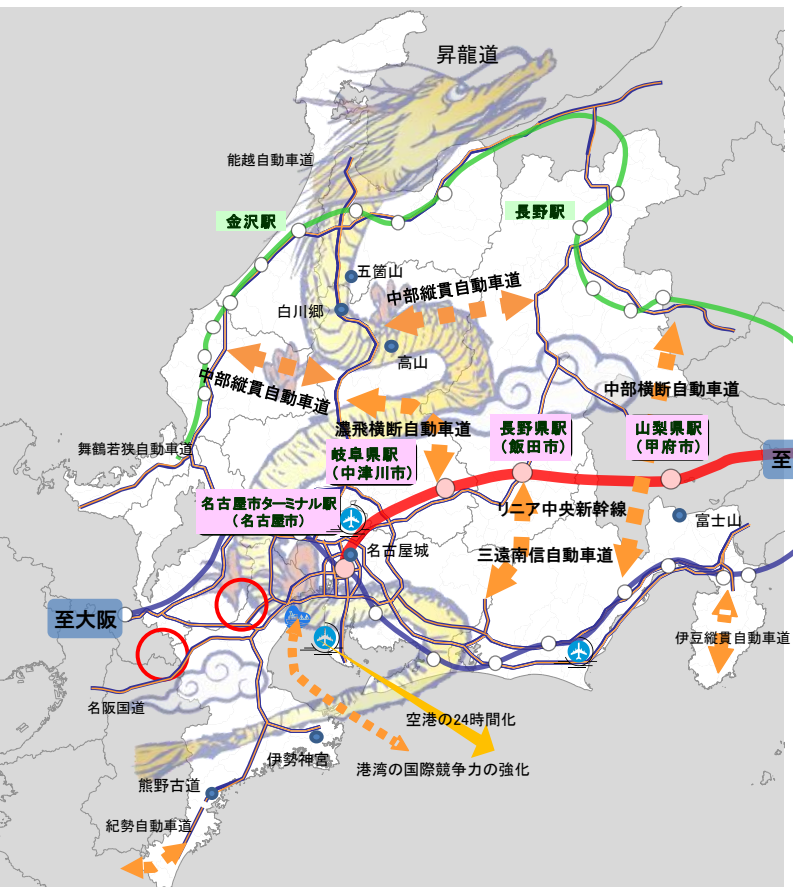 昇龍道
能越自動車道
金沢駅
長野駅
五箇山
中部縦貫自動車道
白川郷
高山
中部縦貫自動車道
中部横断自動車道
濃飛横断自動車道
長野県駅
(飯田市)
山梨県駅
(甲府市)
岐阜県駅
(中津川市)
舞鶴若狭自動車道
至
名古屋市ターミナル駅
(名古屋市)
リニア中央新幹線
富士山
名古屋城
三遠南信自動車道
至大阪
伊豆縦貫自動車道
名阪国道
空港の24時間化
伊勢神宮
港湾の国際競争力の強化
熊野古道
紀勢自動車道